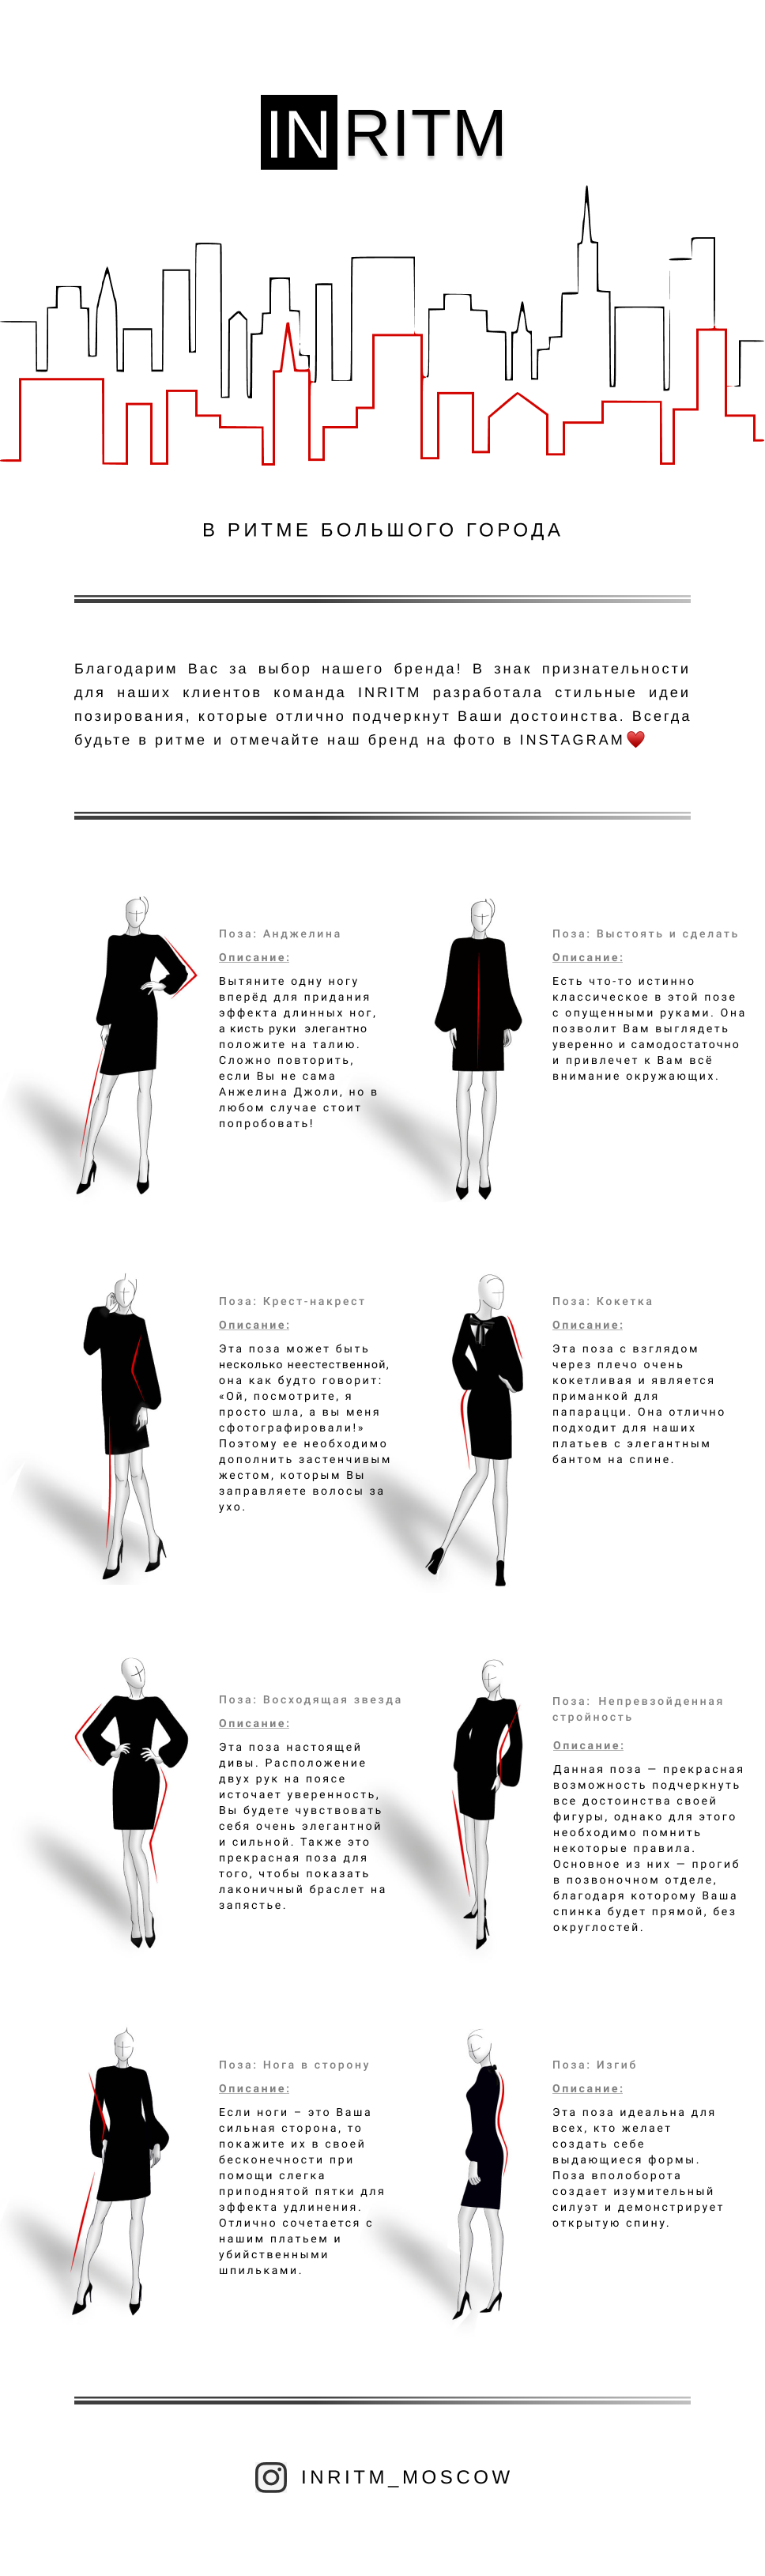 INRITM
В РИТМЕ БОЛЬШОГО ГОРОДА
Благодарим Вас за выбор нашего бренда! В знак признательности
для наших клиентов команда INRITM разработала стильные идеи
позирования, которые отлично подчеркнут Ваши достоинства. Всегда
будьте в ритме и отмечайте наш бренд на фото в INSTAGRAM♥️
Поза: Анджелина
Описание:
Вытяните одну ногу
вперёд для придания
эффекта длинных ног,
а кисть руки элегантно
положите на талию.
Сложно повторить,
если Вы не сама
Анжелина Джоли, но в
любом случае стоит
попробовать!
Поза: Выстоять и сделать
Описание:
Есть что-то истинно
классическое в этой позе
с опущенными руками. Она
позволит Вам выглядеть
уверенно и самодостаточно
и привлечет к Вам всё
внимание окружающих.
Поза: Крест-накрест
Описание:
Эта поза может быть
несколько неестественной,
она как будто говорит:
«Ой, посмотрите, я
просто шла, а вы меня
сфотографировали!»
Поэтому ее необходимо
дополнить застенчивым
жестом, которым Вы
заправляете волосы за
ухо.
Поза: Кокетка
Описание:
Эта поза с взглядом
через плечо очень
кокетливая и является
приманкой для
папарацци. Она отлично
подходит для наших
платьев с элегантным
бантом на спине.
Поза: Восходящая звезда
Описание:
Эта поза настоящей
дивы. Расположение
двух рук на поясе
источает уверенность,
Вы будете чувствовать
себя очень элегантной
и сильной. Также это
прекрасная поза для
того, чтобы показать
лаконичный браслет на
запястье.
Поза: Непревзойденная
стройность
Описание:
Данная поза — прекрасная
возможность подчеркнуть
все достоинства своей
фигуры, однако для этого
необходимо помнить
некоторые правила.
Основное из них — прогиб
в позвоночном отделе,
благодаря которому Ваша
спинка будет прямой, без
округлостей.
Поза: Нога в сторону
Описание:
Если ноги – это Ваша
сильная сторона, то
покажите их в своей
бесконечности при
помощи слегка
приподнятой пятки для
эффекта удлинения.
Отлично сочетается с
нашим платьем и
убийственными
шпильками.
Поза: Изгиб
Описание:
Эта поза идеальна для
всех, кто желает
создать себе
выдающиеся формы.
Поза вполоборота
создает изумительный
силуэт и демонстрирует
открытую спину.
INRITM_MOSCOW